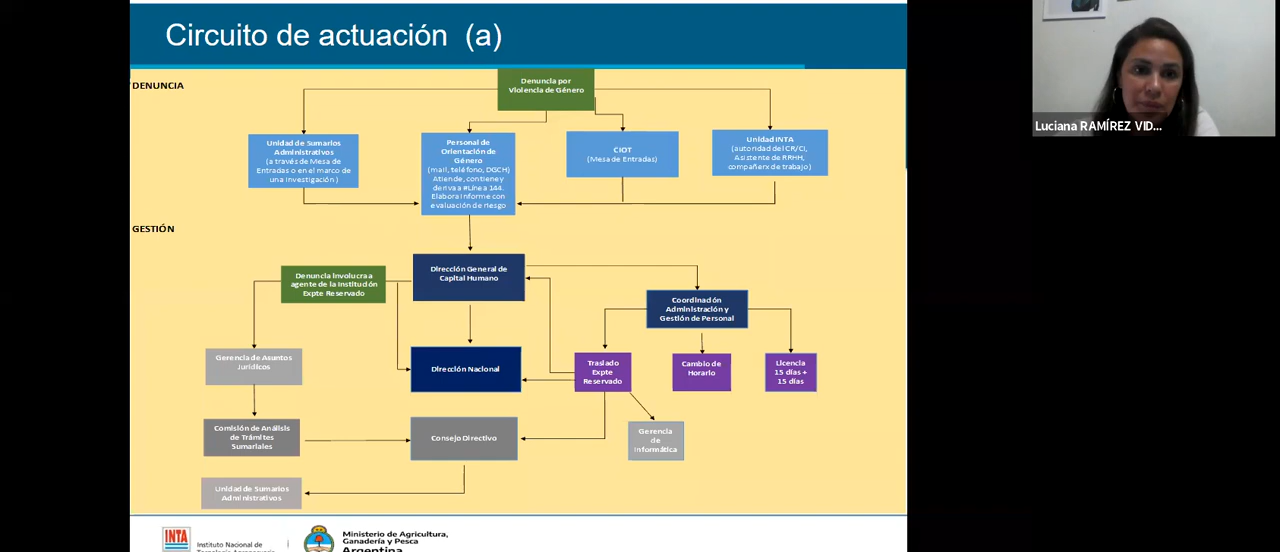 Circuito de actuación (a)
DENUNCIA
Denuncia por
Violencia de Género
Unidad de Sumarios
Administrativos
(a través de Mesa de
Entradas o en el marco de
una investigación )
Personal de
Orientación de
Género
(mail, teléfono, DGCH)
Atiende, contiene y
deriva a #Línea 144.
Elabora Informe con
evaluación de riesgo
CIOT
(Mesa de Entradas)
Unidad INTA
(autoridad del CR/CI,
Asistente de RRHH,
compañerx de trabajo)
GESTIÓN
Denuncia involucra a
agente de la Institución
Expte Reservado
Dirección General de
Capital Humano
Coordinación
Administración y
Gestión de Personal
Gerencia de Asuntos
Jurídicos
Dirección Nacional
Traslado
Expte
Reservado
Cambio de
Horario
Licencia
15 días +
15 días
Comisión de Análisis
de Trámites
Sumariales
Consejo Directivo
Gerencia
de
Informática
Unidad de Sumarios
Administrativos
INTA
Instituto Nacional de
Tecnología Agropecuaria
Ministerio de Agricultura,
Ganadería y Pesca
Argentina
Luciana RAMÍREZ VID...